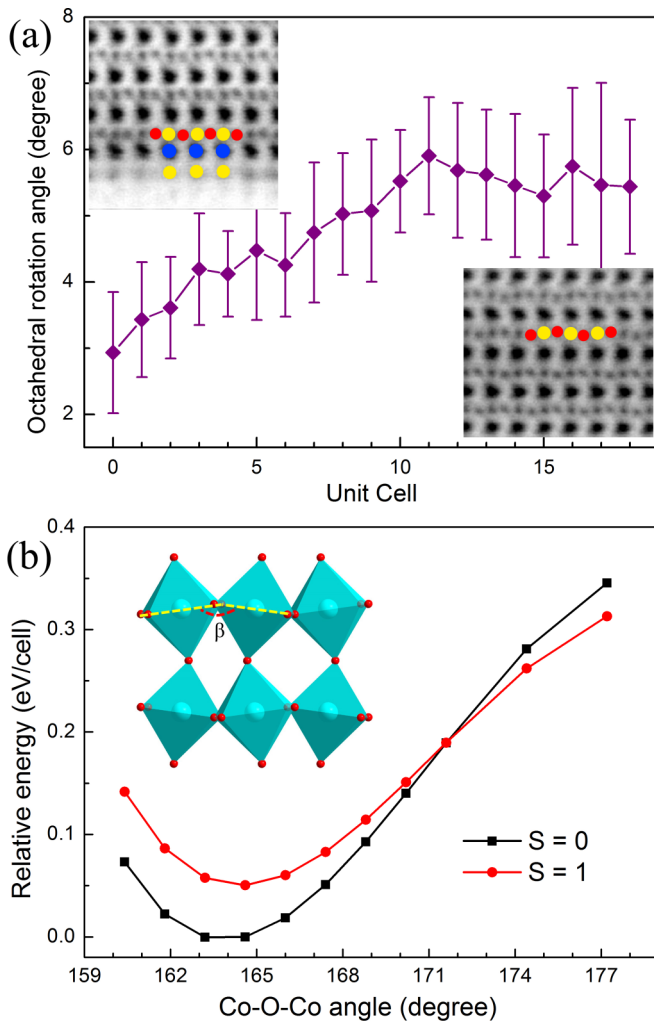 (a)
Octahedral rotation angle (degree)
8
6
4
2
0 5 10 15
Unit Cell
(b)
Relative energy (eV/cell)
0.4
0.3
0.2
0.1
0.0
β
S = 0
S = 1
159 162 165 168 171 174 177
Co-O-Co angle (degree)